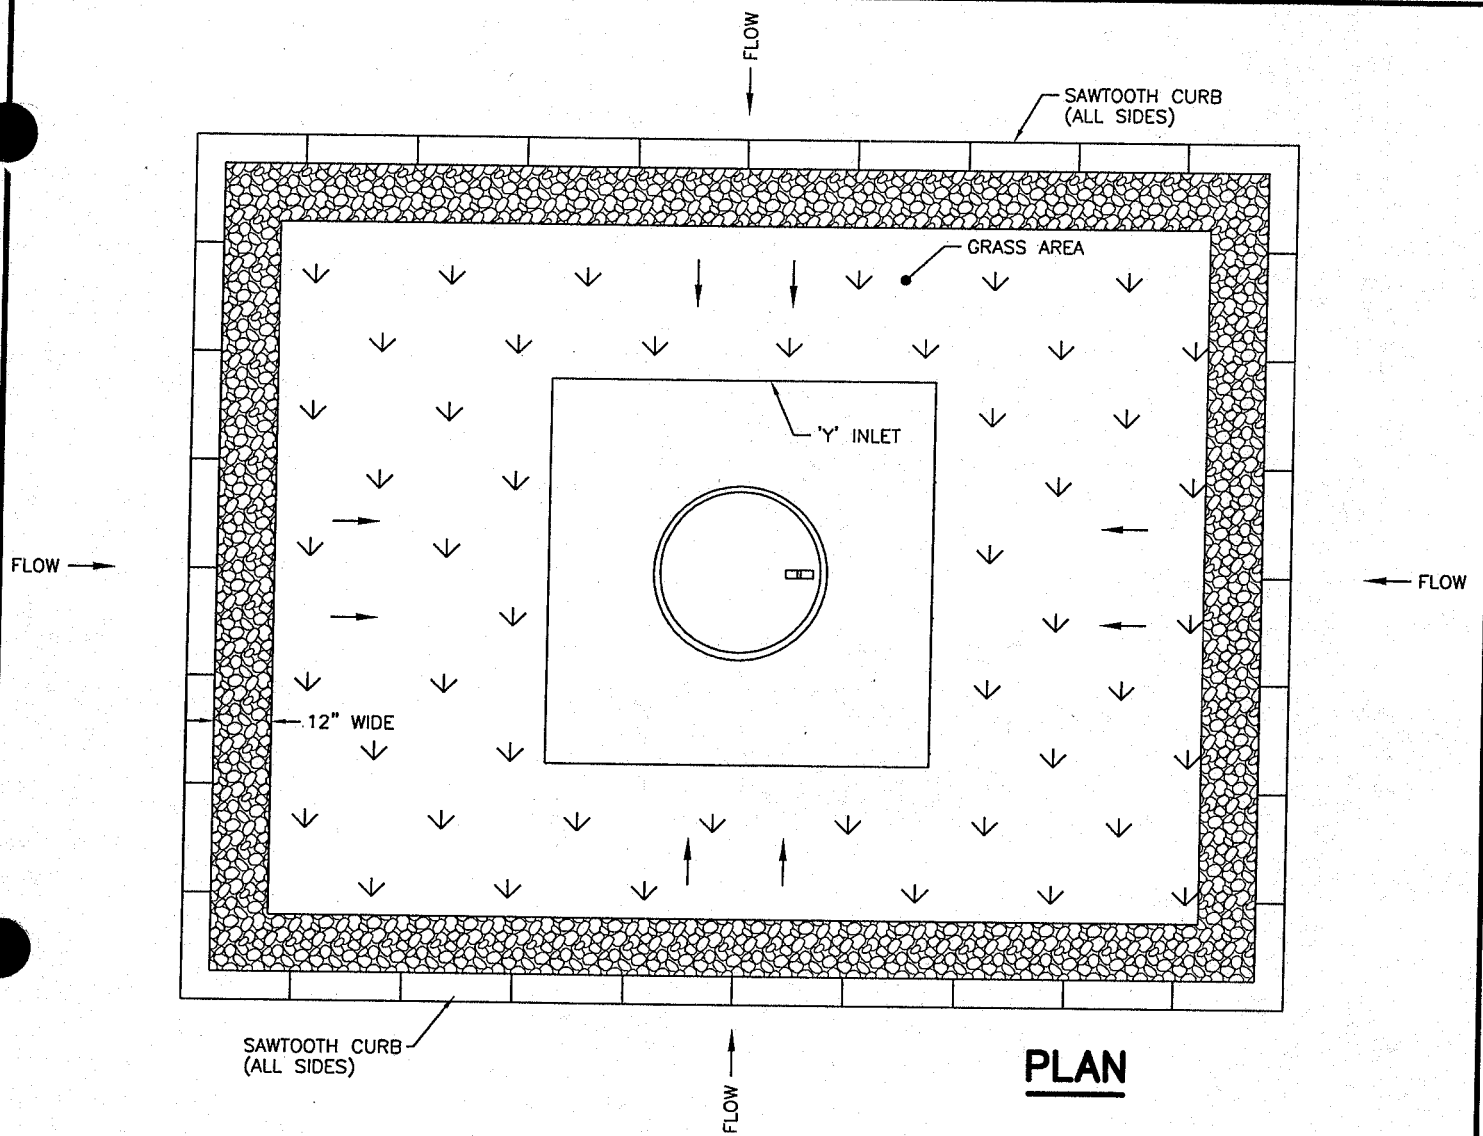 FLOW
SAWTOOTH CURB
(ALL SIDES)
GRASS AREA
'Y' INLET
FLOW
FLOW
12" WIDE
SAWTOOTH CURB
(ALL SIDES)
FLOW
PLAN